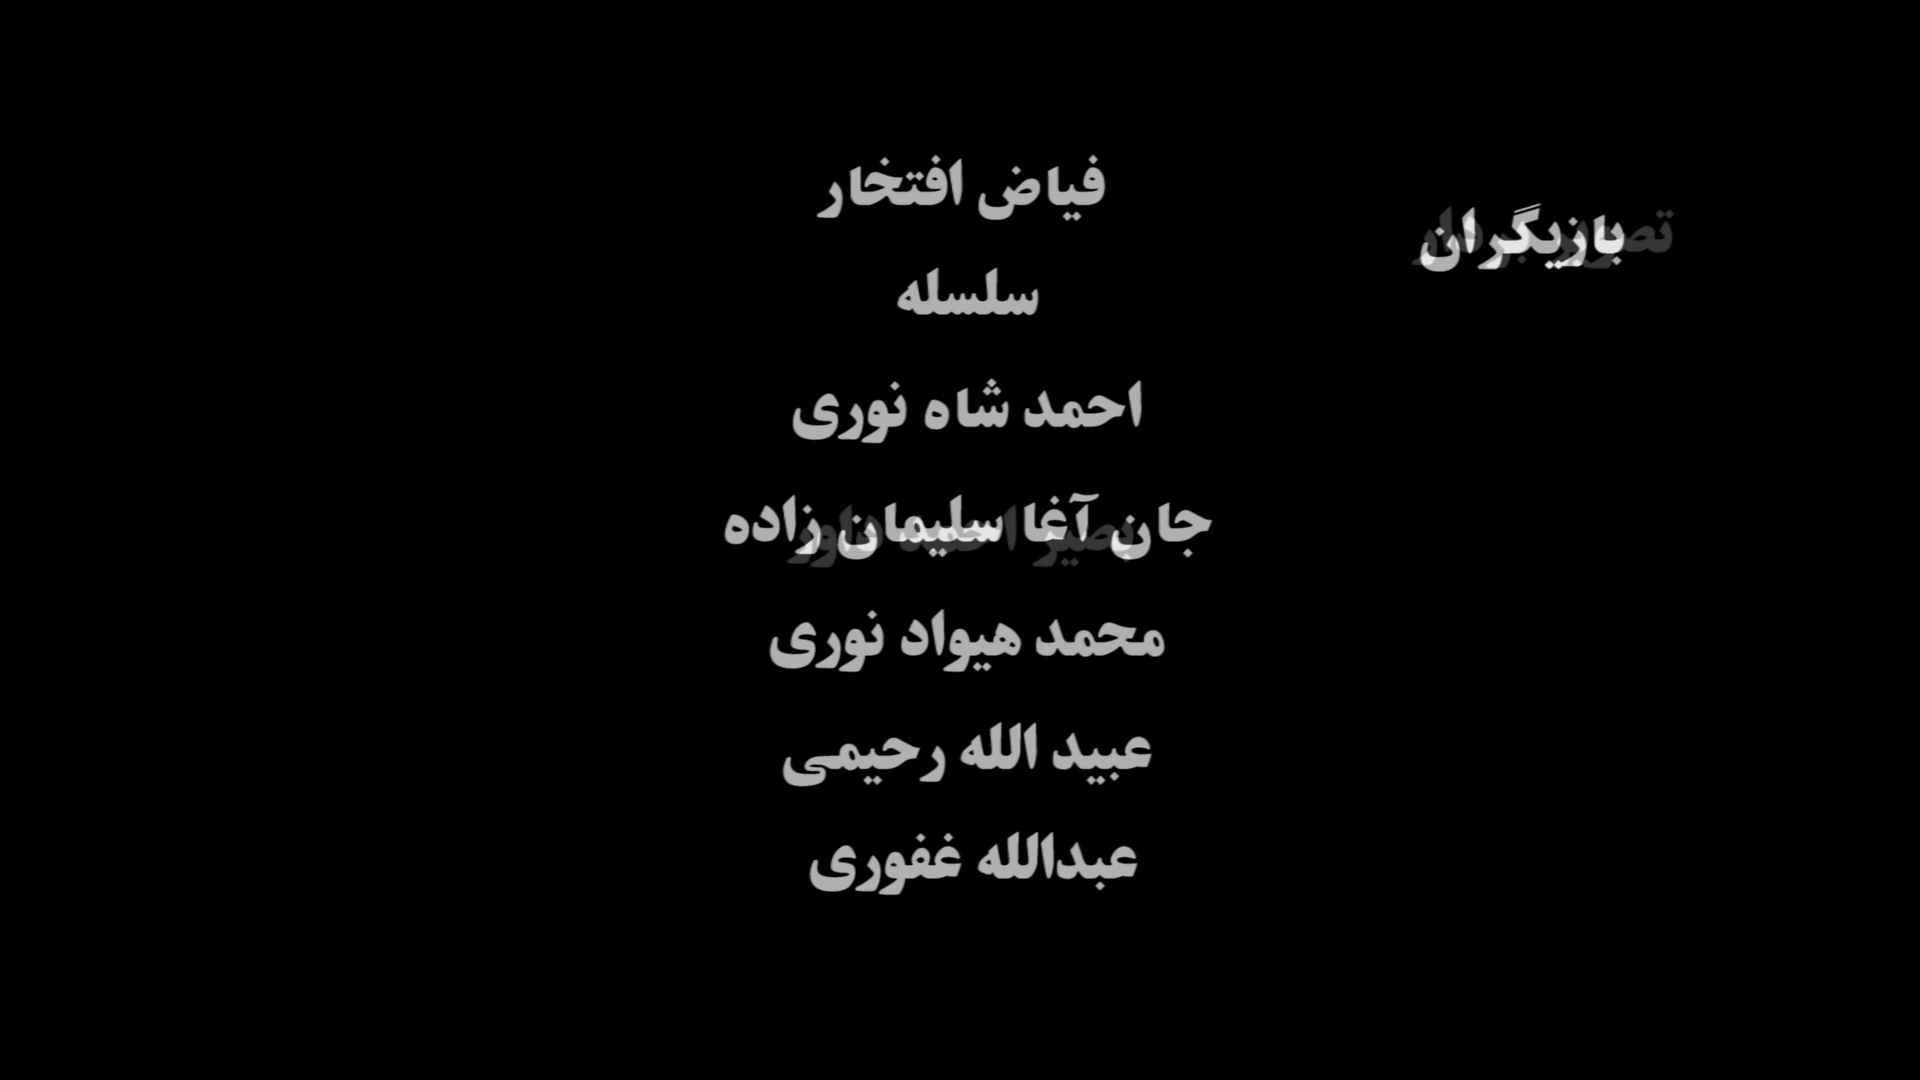 بازیگران
فیاض افتخار
سلسله
احمد شاه نوری
جان آغا سلیمان زاده
محمد هیواد نوری
عبید الله رحیمی
عبدالله غفوری